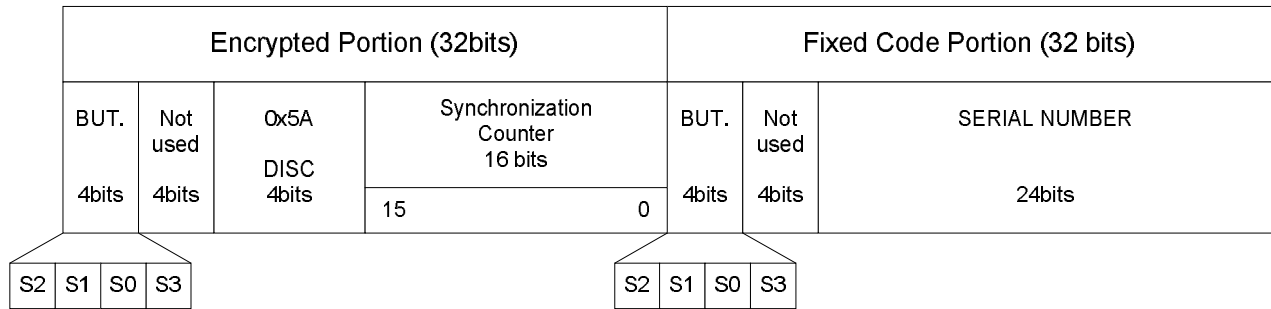 Encrypted Portion (32bits)
Fixed Code Portion (32 bits)
BUT.
4bits
Not
used
4bits
0x5A
DISC
4bits
Synchronization
Counter
16 bits
15 0
BUT.
4bits
Not
used
4bits
SERIAL NUMBER
24bits
S2 S1 S0 S3
S2 S1 S0 S3